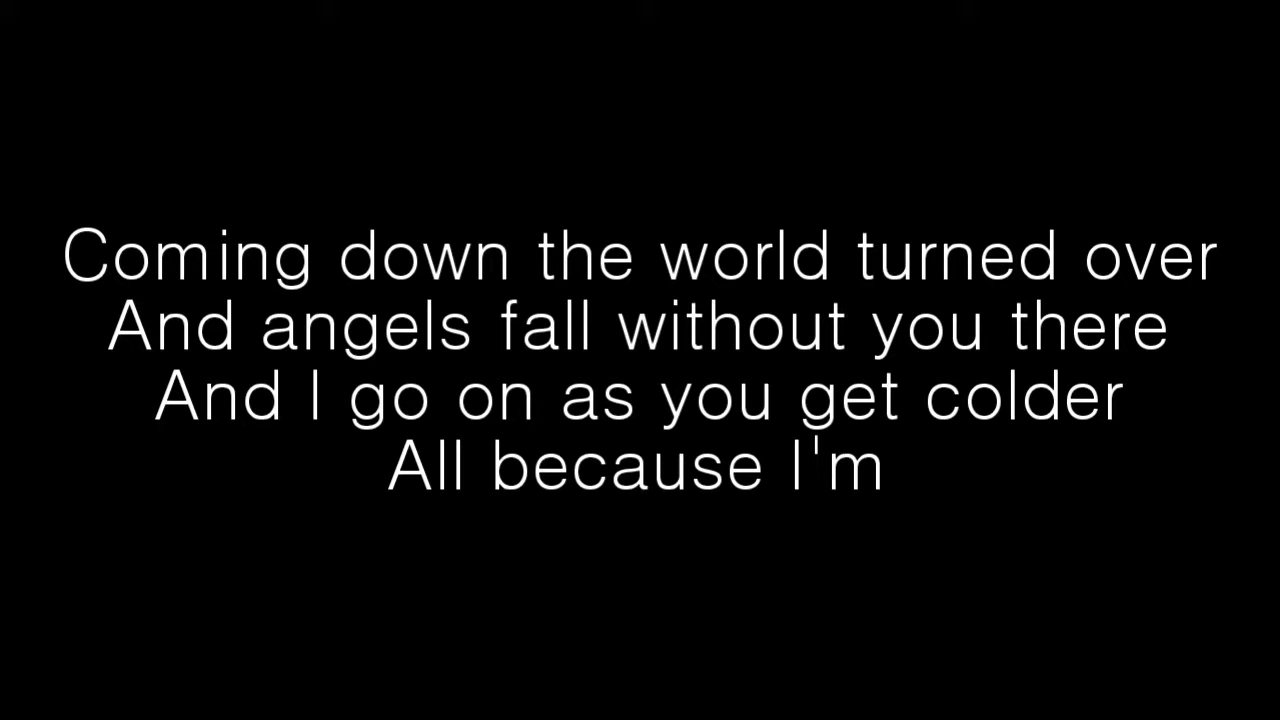 Coming down the world turned over
And angels fall without you there
And I go on as you get colder
All because I'm